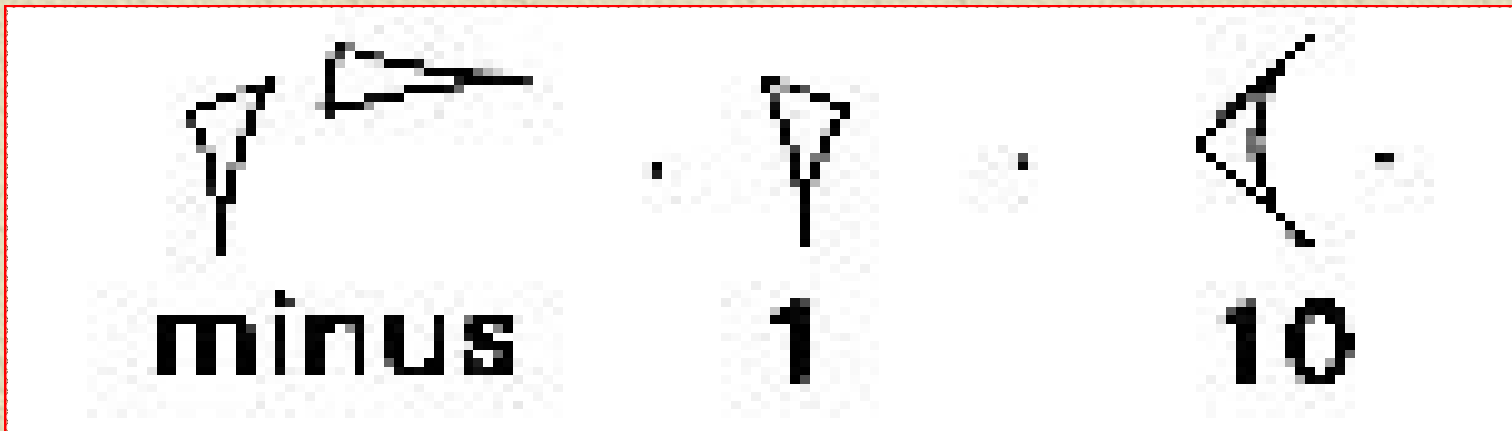 𒇲 . 𒁹 . 𒌋 -
minus 1 10